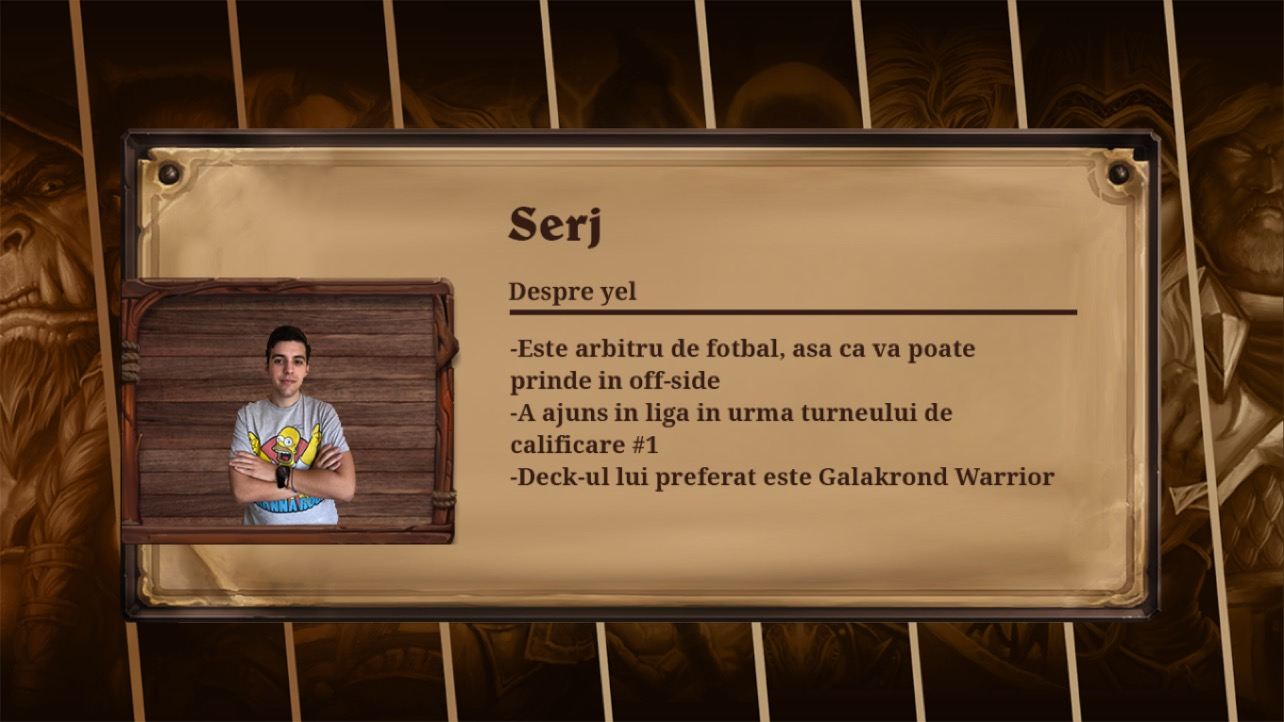 Serj
Despre yel
-Este arbitru de fotbal, asa ca va poate
prinde in off-side
-A ajuns in liga in urma turneului de
calificare #1
-Deck-ul lui preferat este Galakrond Warrior